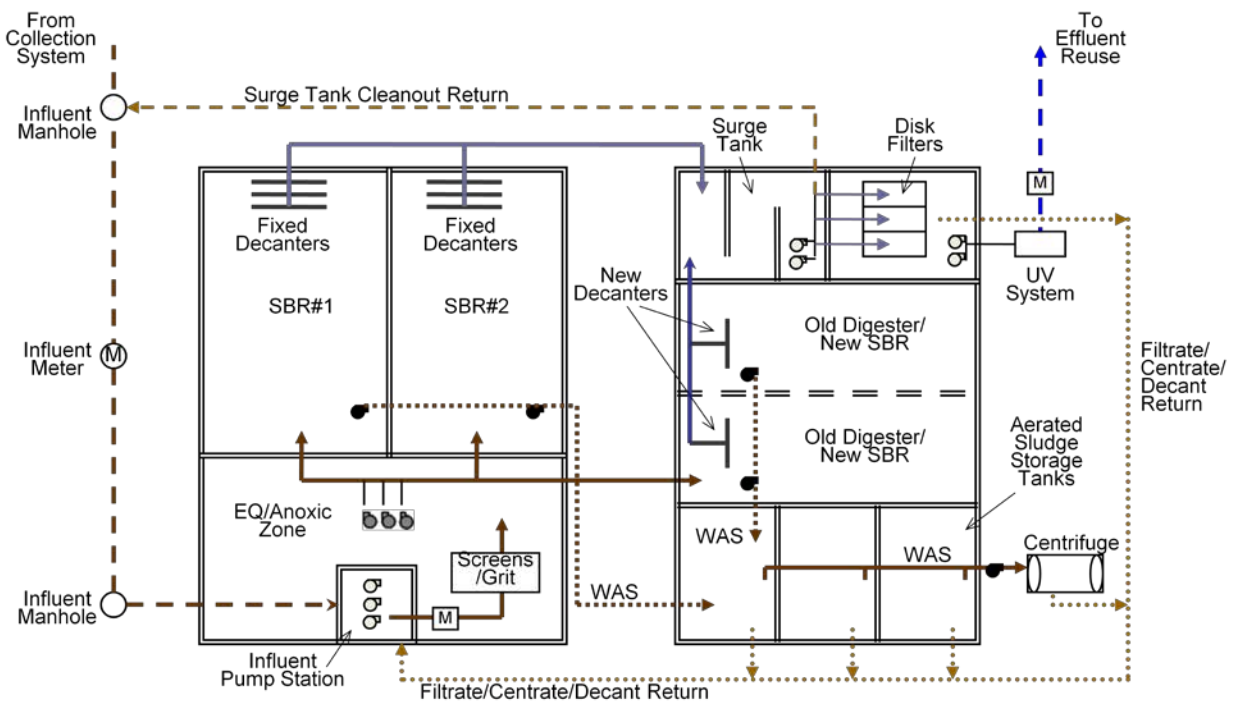 From
Collection
System
To
Effluent
Reuse
Surge Tank Cleanout Return
Influent
Manhole
Surge
Tank
Disk
Filters
M
Fixed
Decanters
Fixed
Decanters
New
Decanters
UV
System
SBR#1
SBR#2
Old Digester/
New SBR
Influent
Meter
M
Filtrate/
Centrate/
Decant
Return
Old Digester/
New SBR
Aerated
Sludge
Storage
Tanks
EQ/Anoxic
Zone
WAS
WAS
Centrifuge
Screens
/Grit
WAS
Influent
Manhole
M
Influent
Pump Station
Filtrate/Centrate/Decant Return